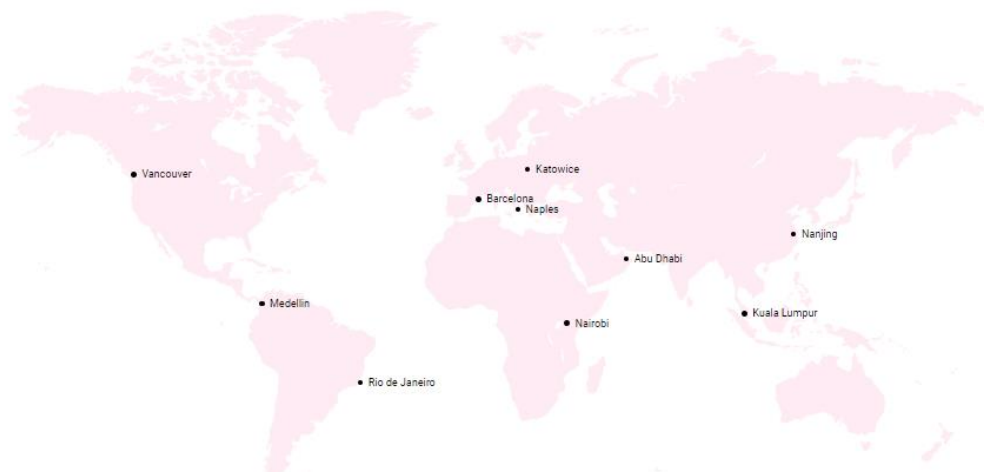 Katowice
Vancouver
Barcelona
Naples
Nanjing
Abu Dhabi
Medellin
Kuala Lumpur
Nairobi
Rio de Janeiro